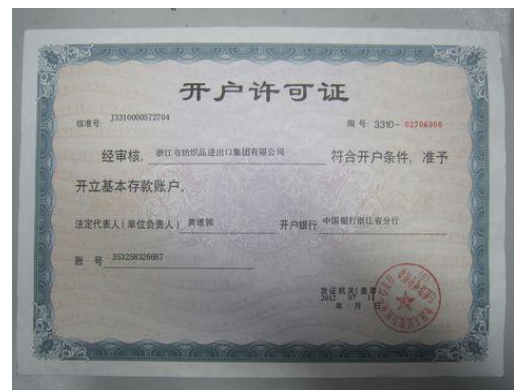 开户许可证
核准号: J3310000572704 编号: 3310- 02706300
经审核, 浙江省纺织品进出口集团有限公司 符合开户条件, 准予
开立基本存款账户。
法定代表人(单位负责人) 黄道领 开户银行 中国银行浙江省分行
账 号 353258326687
发证机关(盖章)
2012 07 11
年 月 日